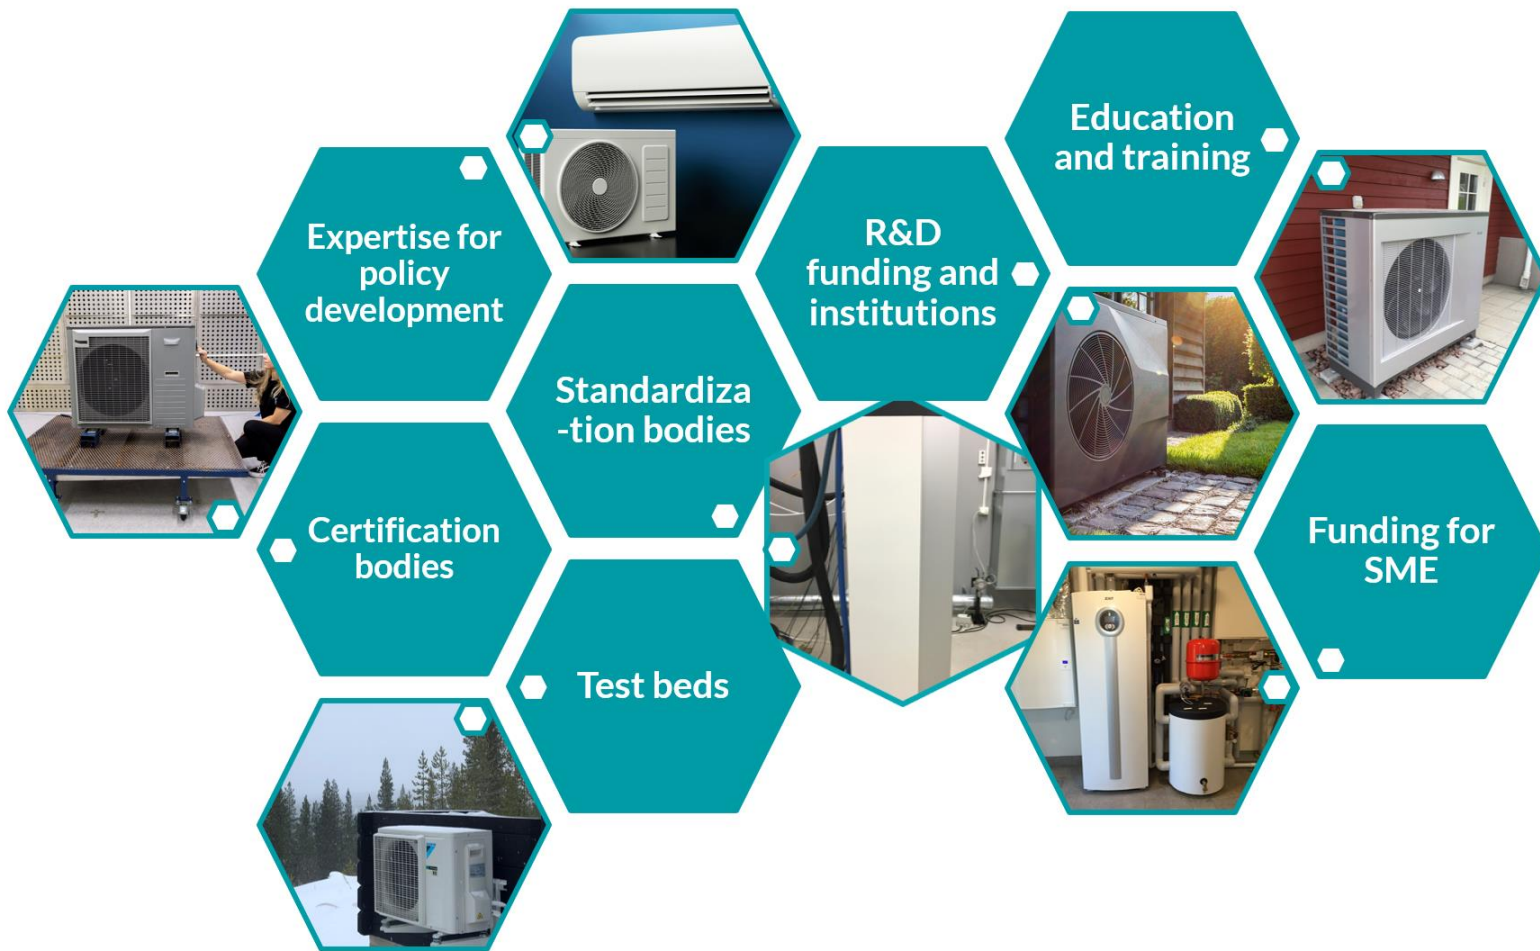 Education
and training
Expertise for
policy
development
R&D
funding and
institutions
Standardiza
-tion bodies
Certification
bodies
Funding for
SME
Test beds